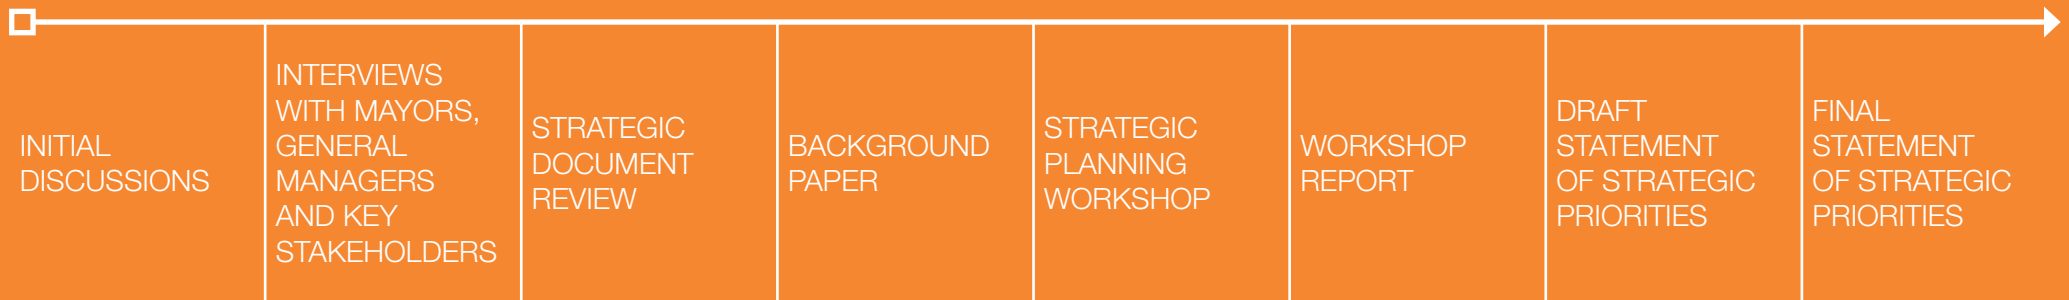 INITIAL
DISCUSSIONS
INTERVIEWS
WITH MAYORS,
GENERAL
MANAGERS
AND KEY
STAKEHOLDERS
STRATEGIC
DOCUMENT
REVIEW
BACKGROUND
PAPER
STRATEGIC
PLANNING
WORKSHOP
WORKSHOP
REPORT
DRAFT
STATEMENT
OF STRATEGIC
PRIORITIES
FINAL
STATEMENT
OF STRATEGIC
PRIORITIES